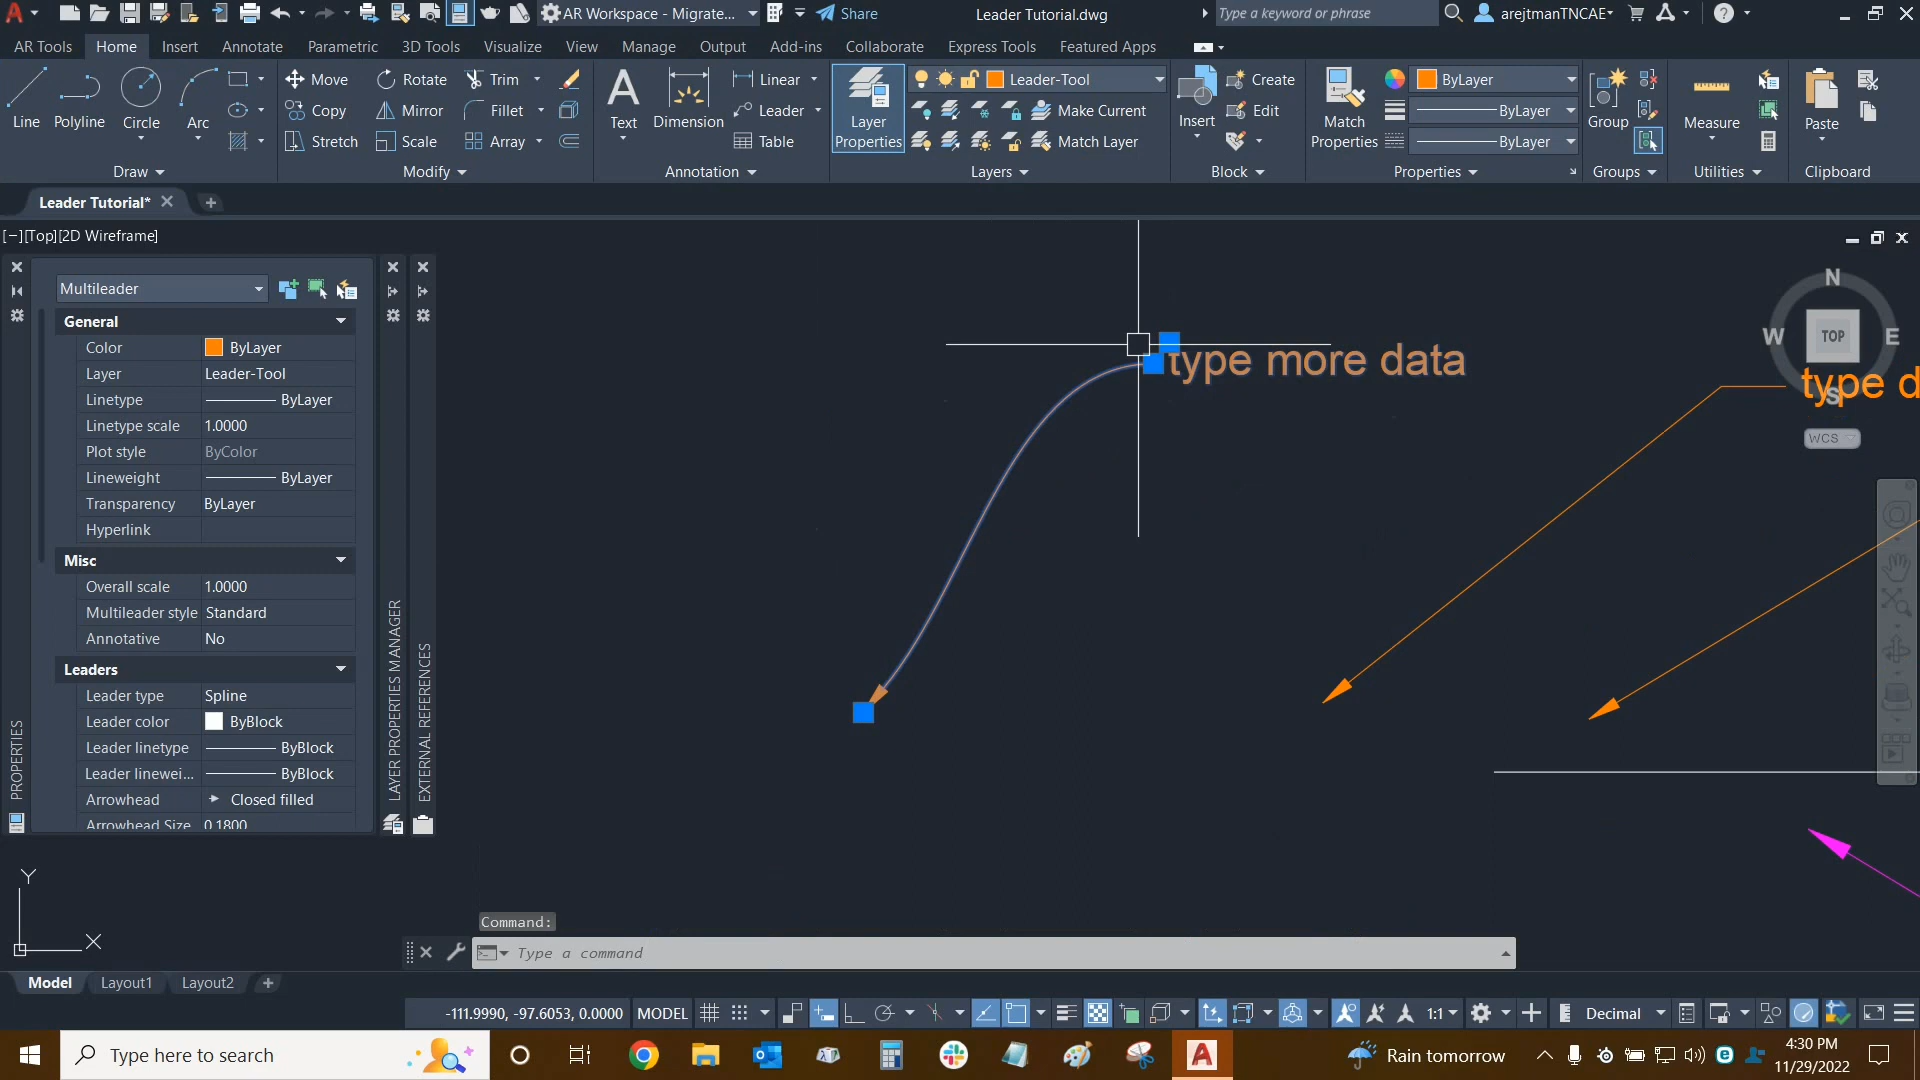 AR Workspace - Migrate...
Share
Leader Tutorial.dwg
Type a keyword or phrase
arejtmanTNCAE
AR Tools Home Insert Annotate Parametric 3D Tools Visualize View Manage Output Add-ins Collaborate Express Tools Featured Apps
Line Polyline Circle Arc
Draw
Move Rotate Trim
Copy Mirror Fillet
Stretch Scale Array
Modify
Text Dimension
Linear
Leader
Table
Annotation
Layer Properties
Leader-Tool
Make Current
Match Layer
Layers
Insert
Create
Edit
Block
Match Properties
ByLayer
ByLayer
ByLayer
Properties
Group
Groups
Measure
Utilities
Paste
Clipboard
Leader Tutorial*
[−][Top][2D Wireframe]
Multileader
General
Color ByLayer
Layer Leader-Tool
Linetype ByLayer
Linetype scale 1.0000
Plot style ByColor
Lineweight ByLayer
Transparency ByLayer
Hyperlink
Misc
Overall scale 1.0000
Multileader style Standard
Annotative No
Leaders
Leader type Spline
Leader color ByBlock
Leader linetype ByBlock
Leader linewei... ByBlock
Arrowhead Closed filled
Arrowhead Size 0.1800
PROPERTIES
LAYER PROPERTIES MANAGER
EXTERNAL REFERENCES
type more data
type d
N
W TOP E
S
WCS
Y
X
Command:
Type a command
Model Layout1 Layout2
-111.9990, -97.6053, 0.0000 MODEL 1:1 Decimal
Type here to search
Rain tomorrow
4:30 PM
11/29/2022